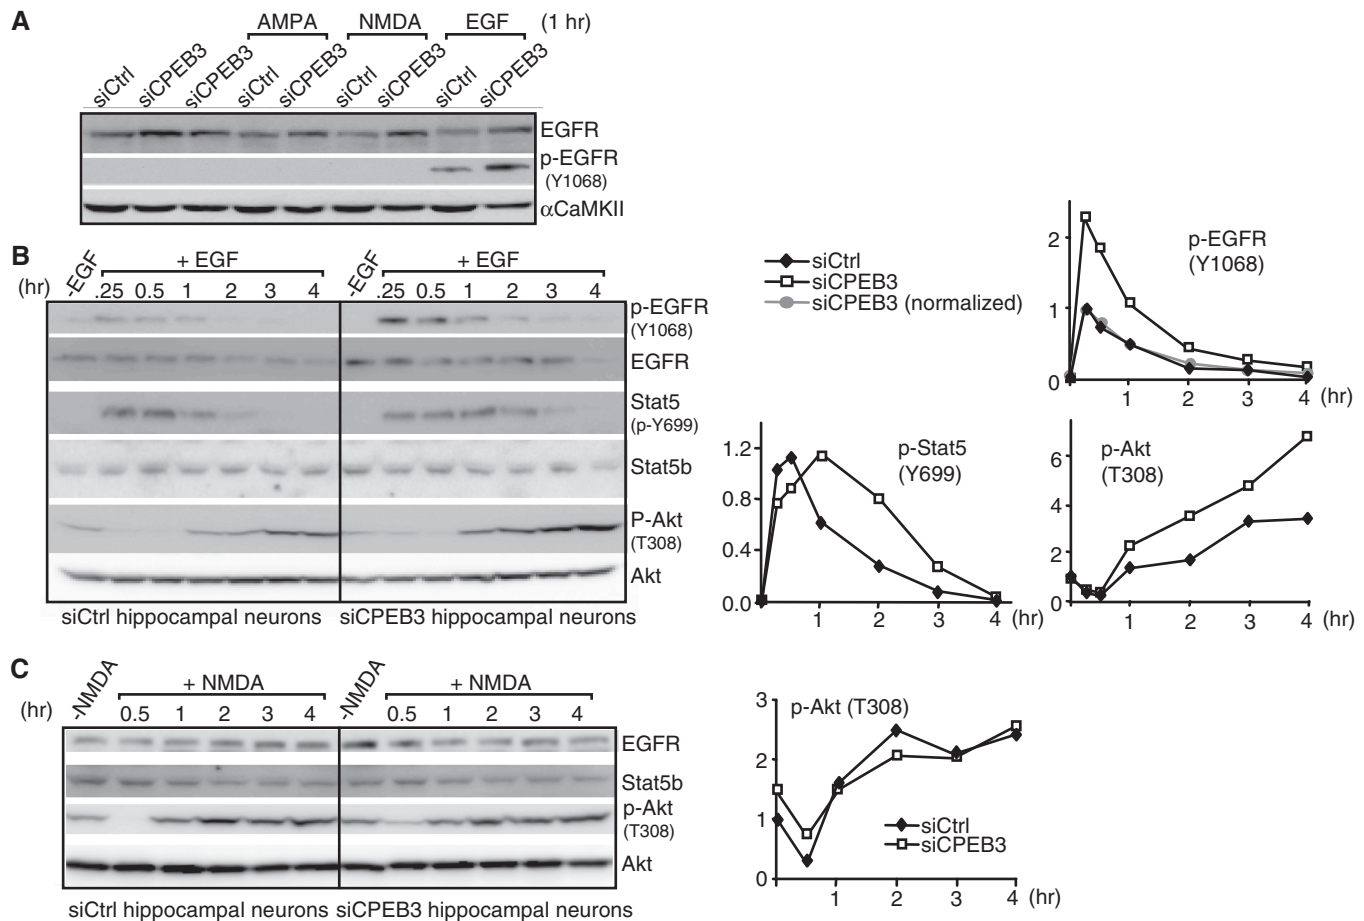 A
AMPA NMDA EGF (1 hr)
siCtrl siCPEB3 siCPEB3 siCtrl siCPEB3 siCtrl siCPEB3 siCtrl siCPEB3
EGFR
p-EGFR
(Y1068)
αCaMKII
B
-EGF + EGF -EGF + EGF
(hr) .25 0.5 1 2 3 4 .25 0.5 1 2 3 4
p-EGFR
(Y1068)
EGFR
Stat5
(p-Y699)
Stat5b
P-Akt
(T308)
Akt
siCtrl hippocampal neurons siCPEB3 hippocampal neurons
siCtrl
siCPEB3
siCPEB3 (normalized)
p-EGFR
(Y1068)
2
1
0
1 2 3 4 (hr)
p-Stat5
(Y699)
1.2
0.8
0.4
0.0
1 2 3 4 (hr)
p-Akt
(T308)
6
4
2
0
1 2 3 4 (hr)
C
-NMDA + NMDA -NMDA + NMDA
(hr) 0.5 1 2 3 4 0.5 1 2 3 4
EGFR
Stat5b
p-Akt
(T308)
Akt
siCtrl hippocampal neurons siCPEB3 hippocampal neurons
p-Akt (T308)
3
2
1
0
siCtrl
siCPEB3
1 2 3 4 (hr)